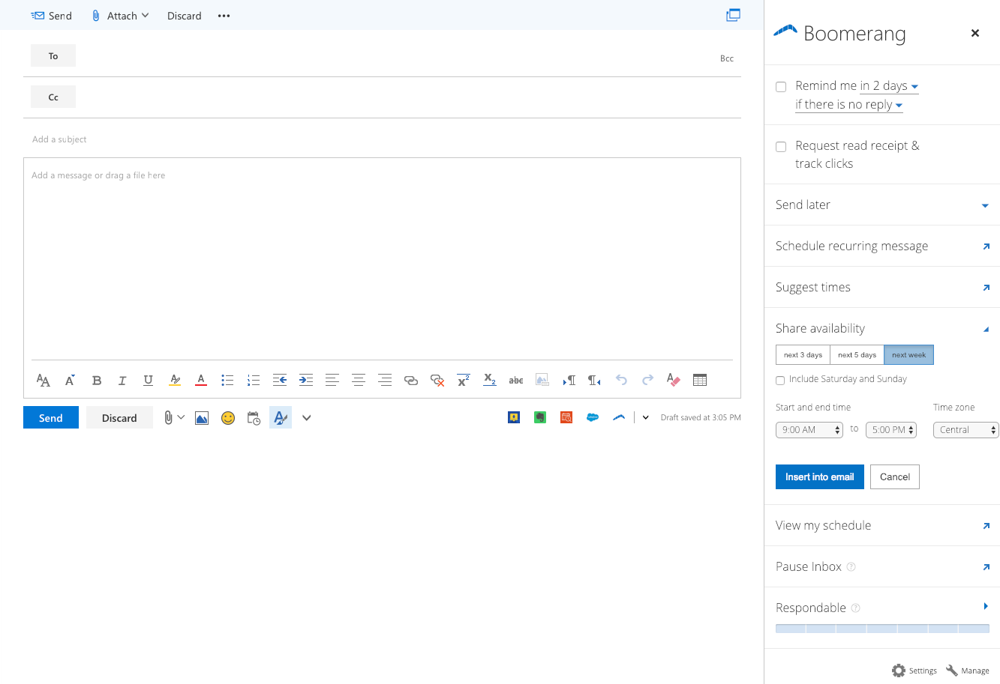 Send Attach Discard
To
Bcc
Cc
Add a subject
Add a message or drag a file here
abc
Send Discard
Draft saved at 3:05 PM
Boomerang
Remind me in 2 days
if there is no reply
Request read receipt &
track clicks
Send later
Schedule recurring message
Suggest times
Share availability
next 3 days next 5 days next week
Include Saturday and Sunday
Start and end time Time zone
9:00 AM to 5:00 PM Central
Insert into email Cancel
View my schedule
Pause Inbox
Respondable
Settings Manage